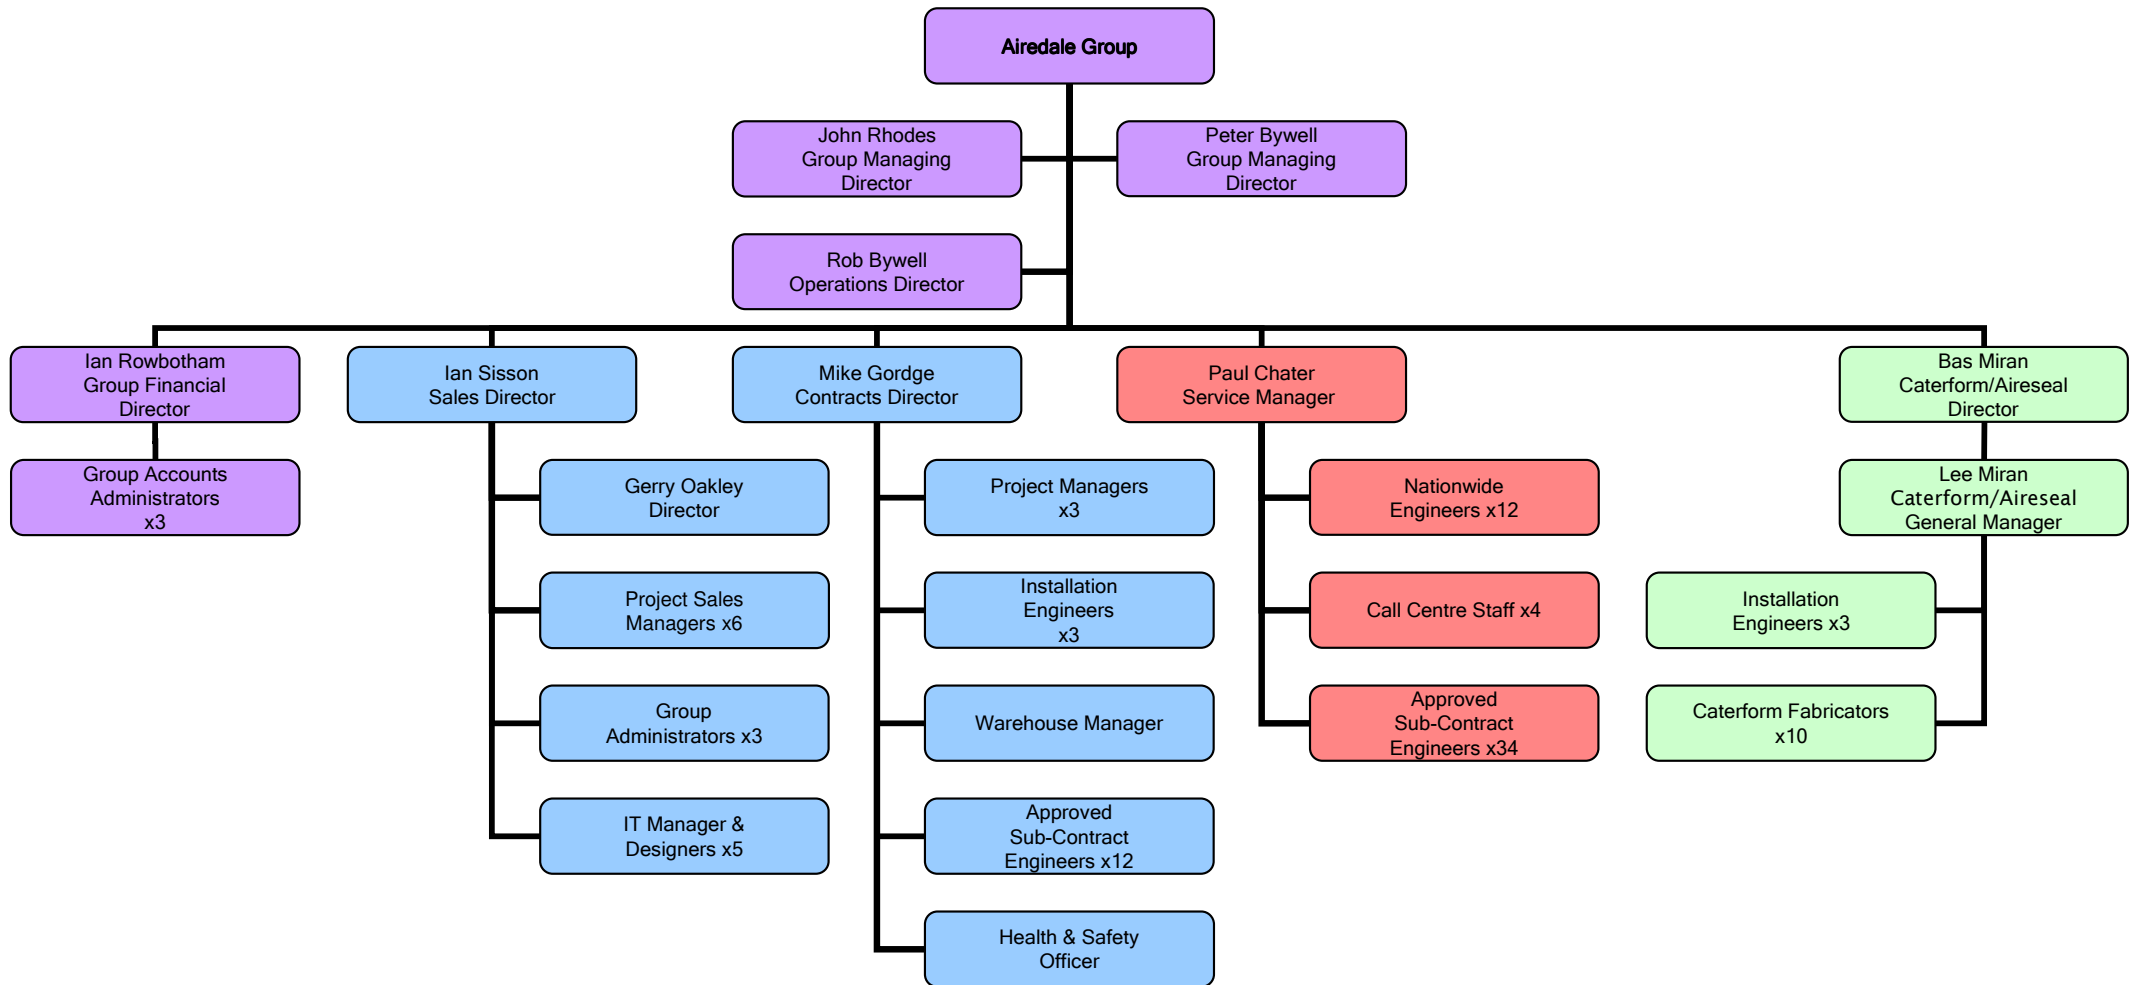 Airedale Group
John Rhodes
Group Managing
Director
Peter Bywell
Group Managing
Director
Rob Bywell
Operations Director
Ian Rowbotham
Group Financial
Director
Ian Sisson
Sales Director
Mike Gordge
Contracts Director
Paul Chater
Service Manager
Bas Miran
Caterform/Aireseal
Director
Group Accounts
Administrators
x3
Gerry Oakley
Director
Project Managers
x3
Nationwide
Engineers x12
Lee Miran
Caterform/Aireseal
General Manager
Project Sales
Managers x6
Installation
Engineers
x3
Call Centre Staff x4
Installation
Engineers x3
Group
Administrators x3
Warehouse Manager
Approved
Sub-Contract
Engineers x34
Caterform Fabricators
x10
IT Manager &
Designers x5
Approved
Sub-Contract
Engineers x12
Health & Safety
Officer